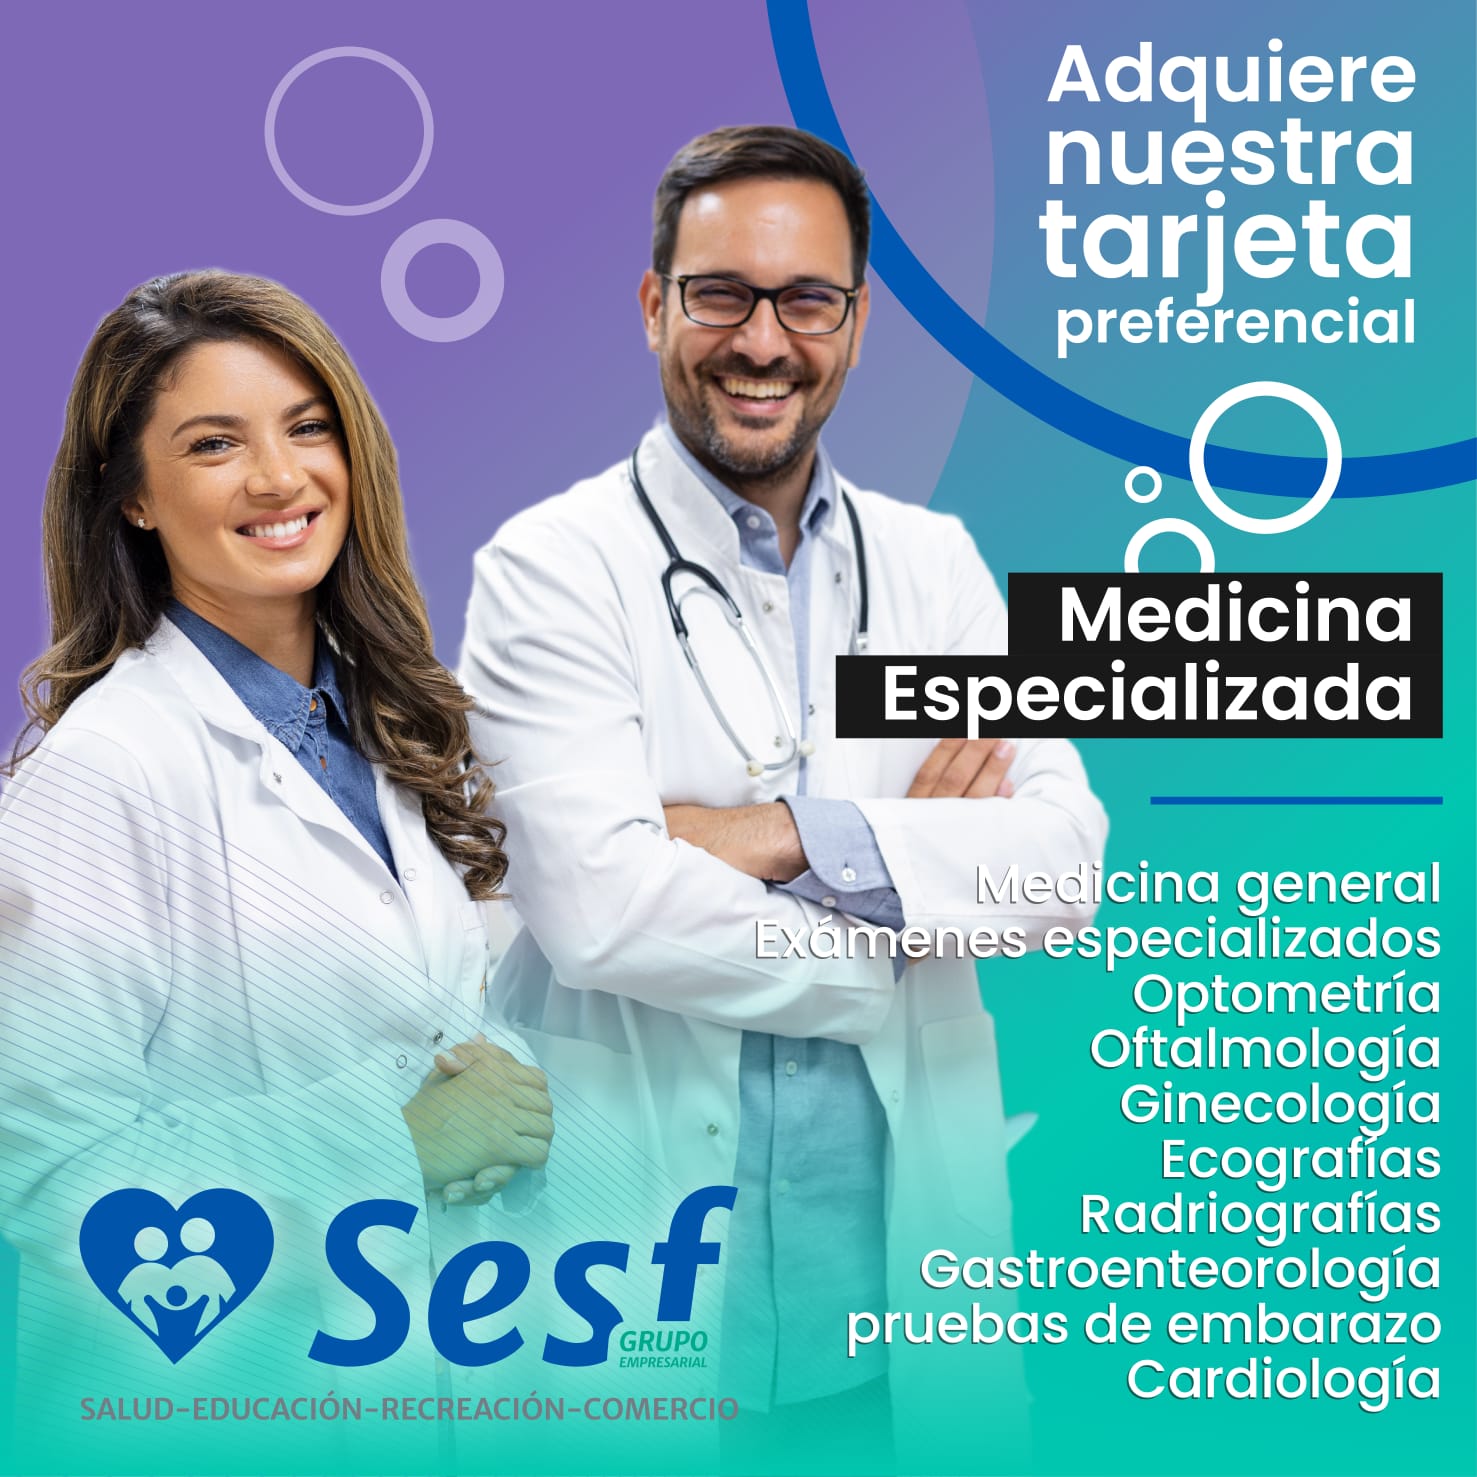 Adquiere
nuestra
tarjeta
preferencial
Medicina
Especializada
Medicina general
Exámenes especializados
Optometría
Oftalmología
Ginecología
Ecografías
Radriografías
Gastroenteorología
pruebas de embarazo
Cardiología
Sesf
GRUPO
EMPRESARIAL
SALUD-EDUCACIÓN-RECREACIÓN-COMERCIO